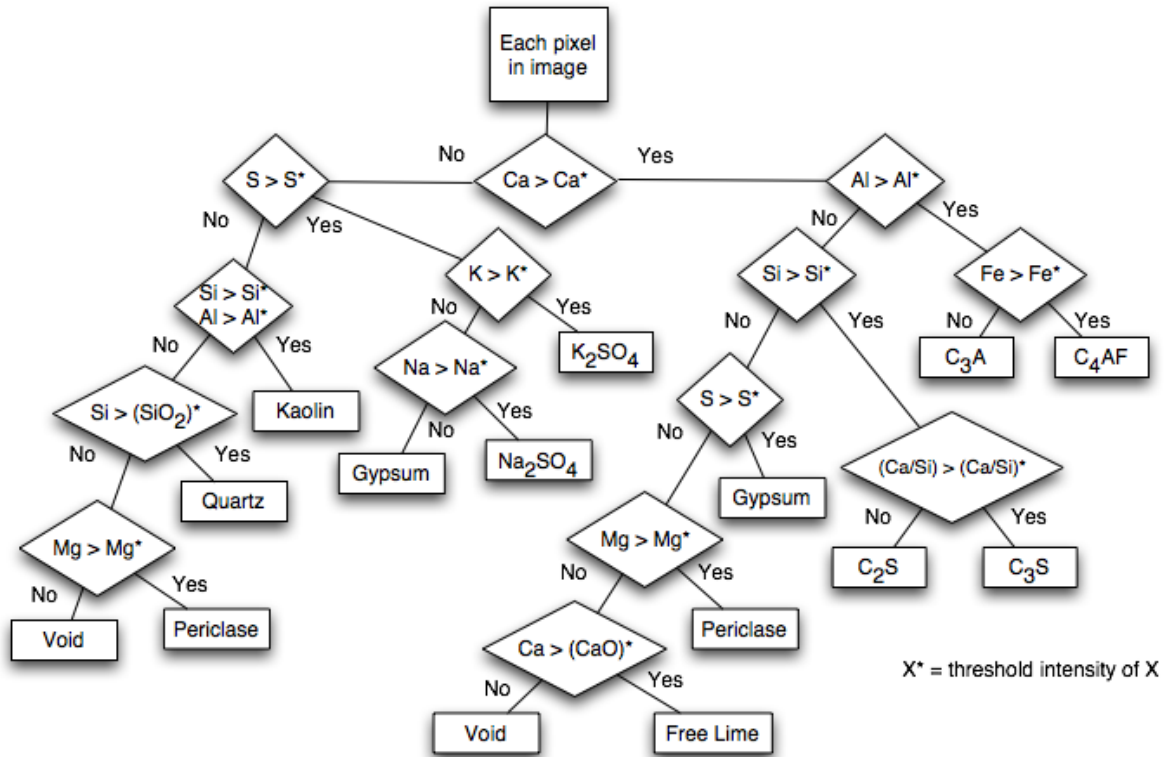 Each pixel
in image
No
Yes
S > S*
Ca > Ca*
Al > Al*
No
Yes
No
Yes
K > K*
Si > Si*
Fe > Fe*
Si > Si*
Al > Al*
No
Yes
No
Yes
No
Yes
K₂SO₄
C₃A
C₄AF
No
Yes
Na > Na*
S > S*
Kaolin
Si > (SiO₂)*
No
Yes
No
Yes
(Ca/Si) > (Ca/Si)*
No
Yes
Gypsum
Na₂SO₄
Quartz
Gypsum
No
Yes
Mg > Mg*
Mg > Mg*
C₂S
C₃S
No
Yes
No
Yes
Void
Periclase
Periclase
Ca > (CaO)*
X* = threshold intensity of X
No
Yes
Void
Free Lime